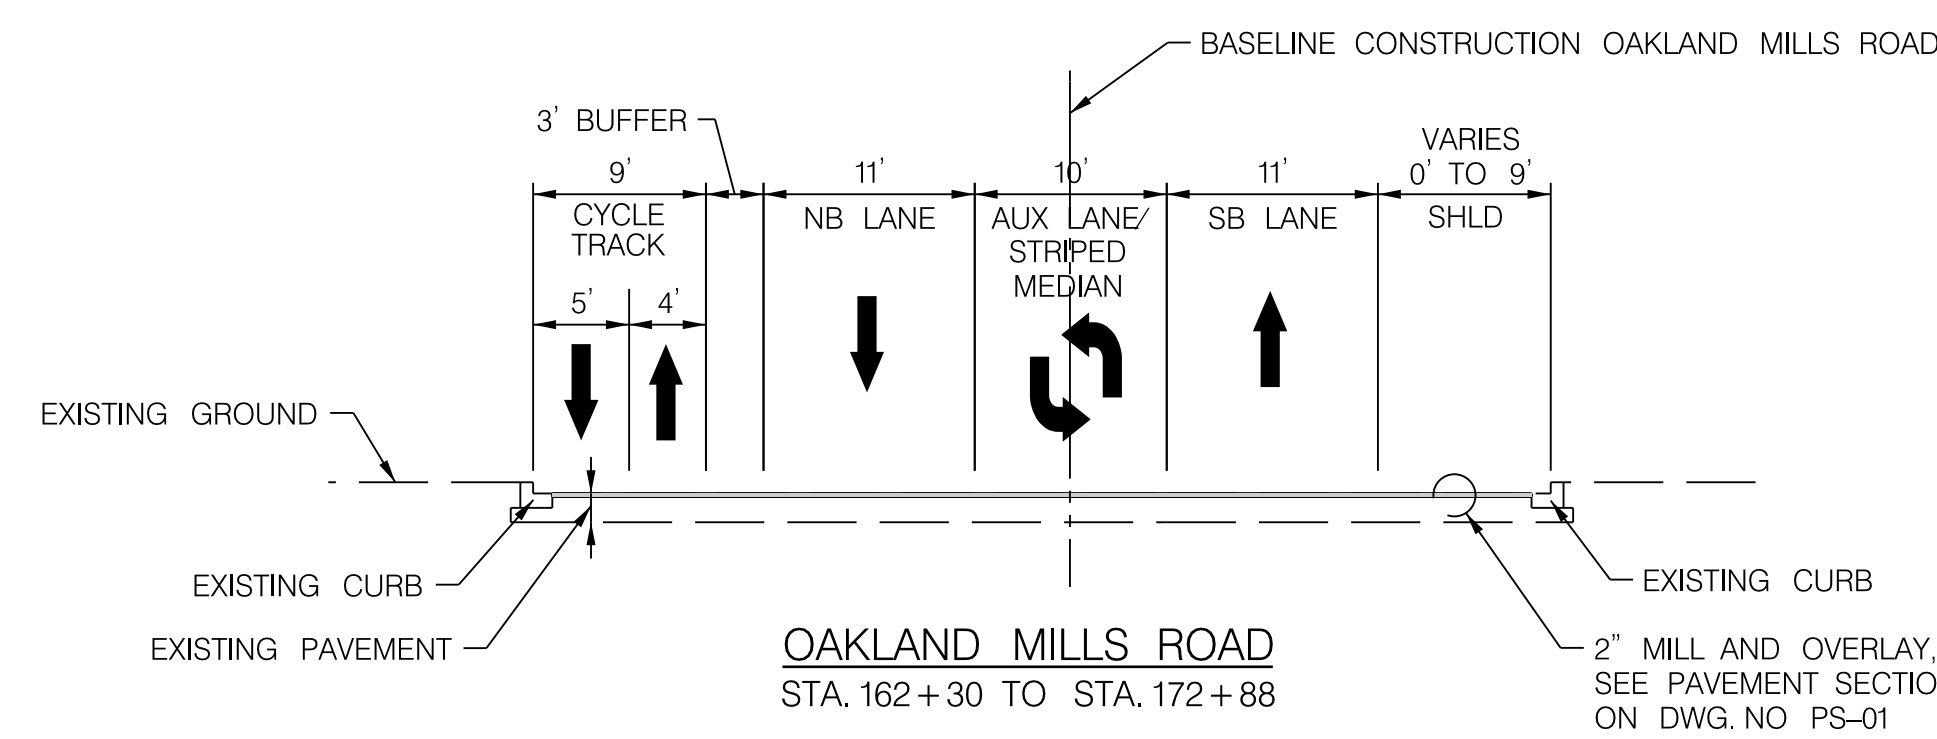 BASELINE CONSTRUCTION OAKLAND MILLS ROAD
3' BUFFER
VARIES
0' TO 9'
9'
11'
10'
11'
CYCLE
TRACK
NB LANE
AUX LANE/
STRIPED
MEDIAN
SB LANE
SHLD
5'
4'
EXISTING GROUND
EXISTING CURB
EXISTING PAVEMENT
EXISTING CURB
2" MILL AND OVERLAY,
SEE PAVEMENT SECTIO
ON DWG. NO PS–01
OAKLAND MILLS ROAD
STA. 162+30 TO STA. 172+88